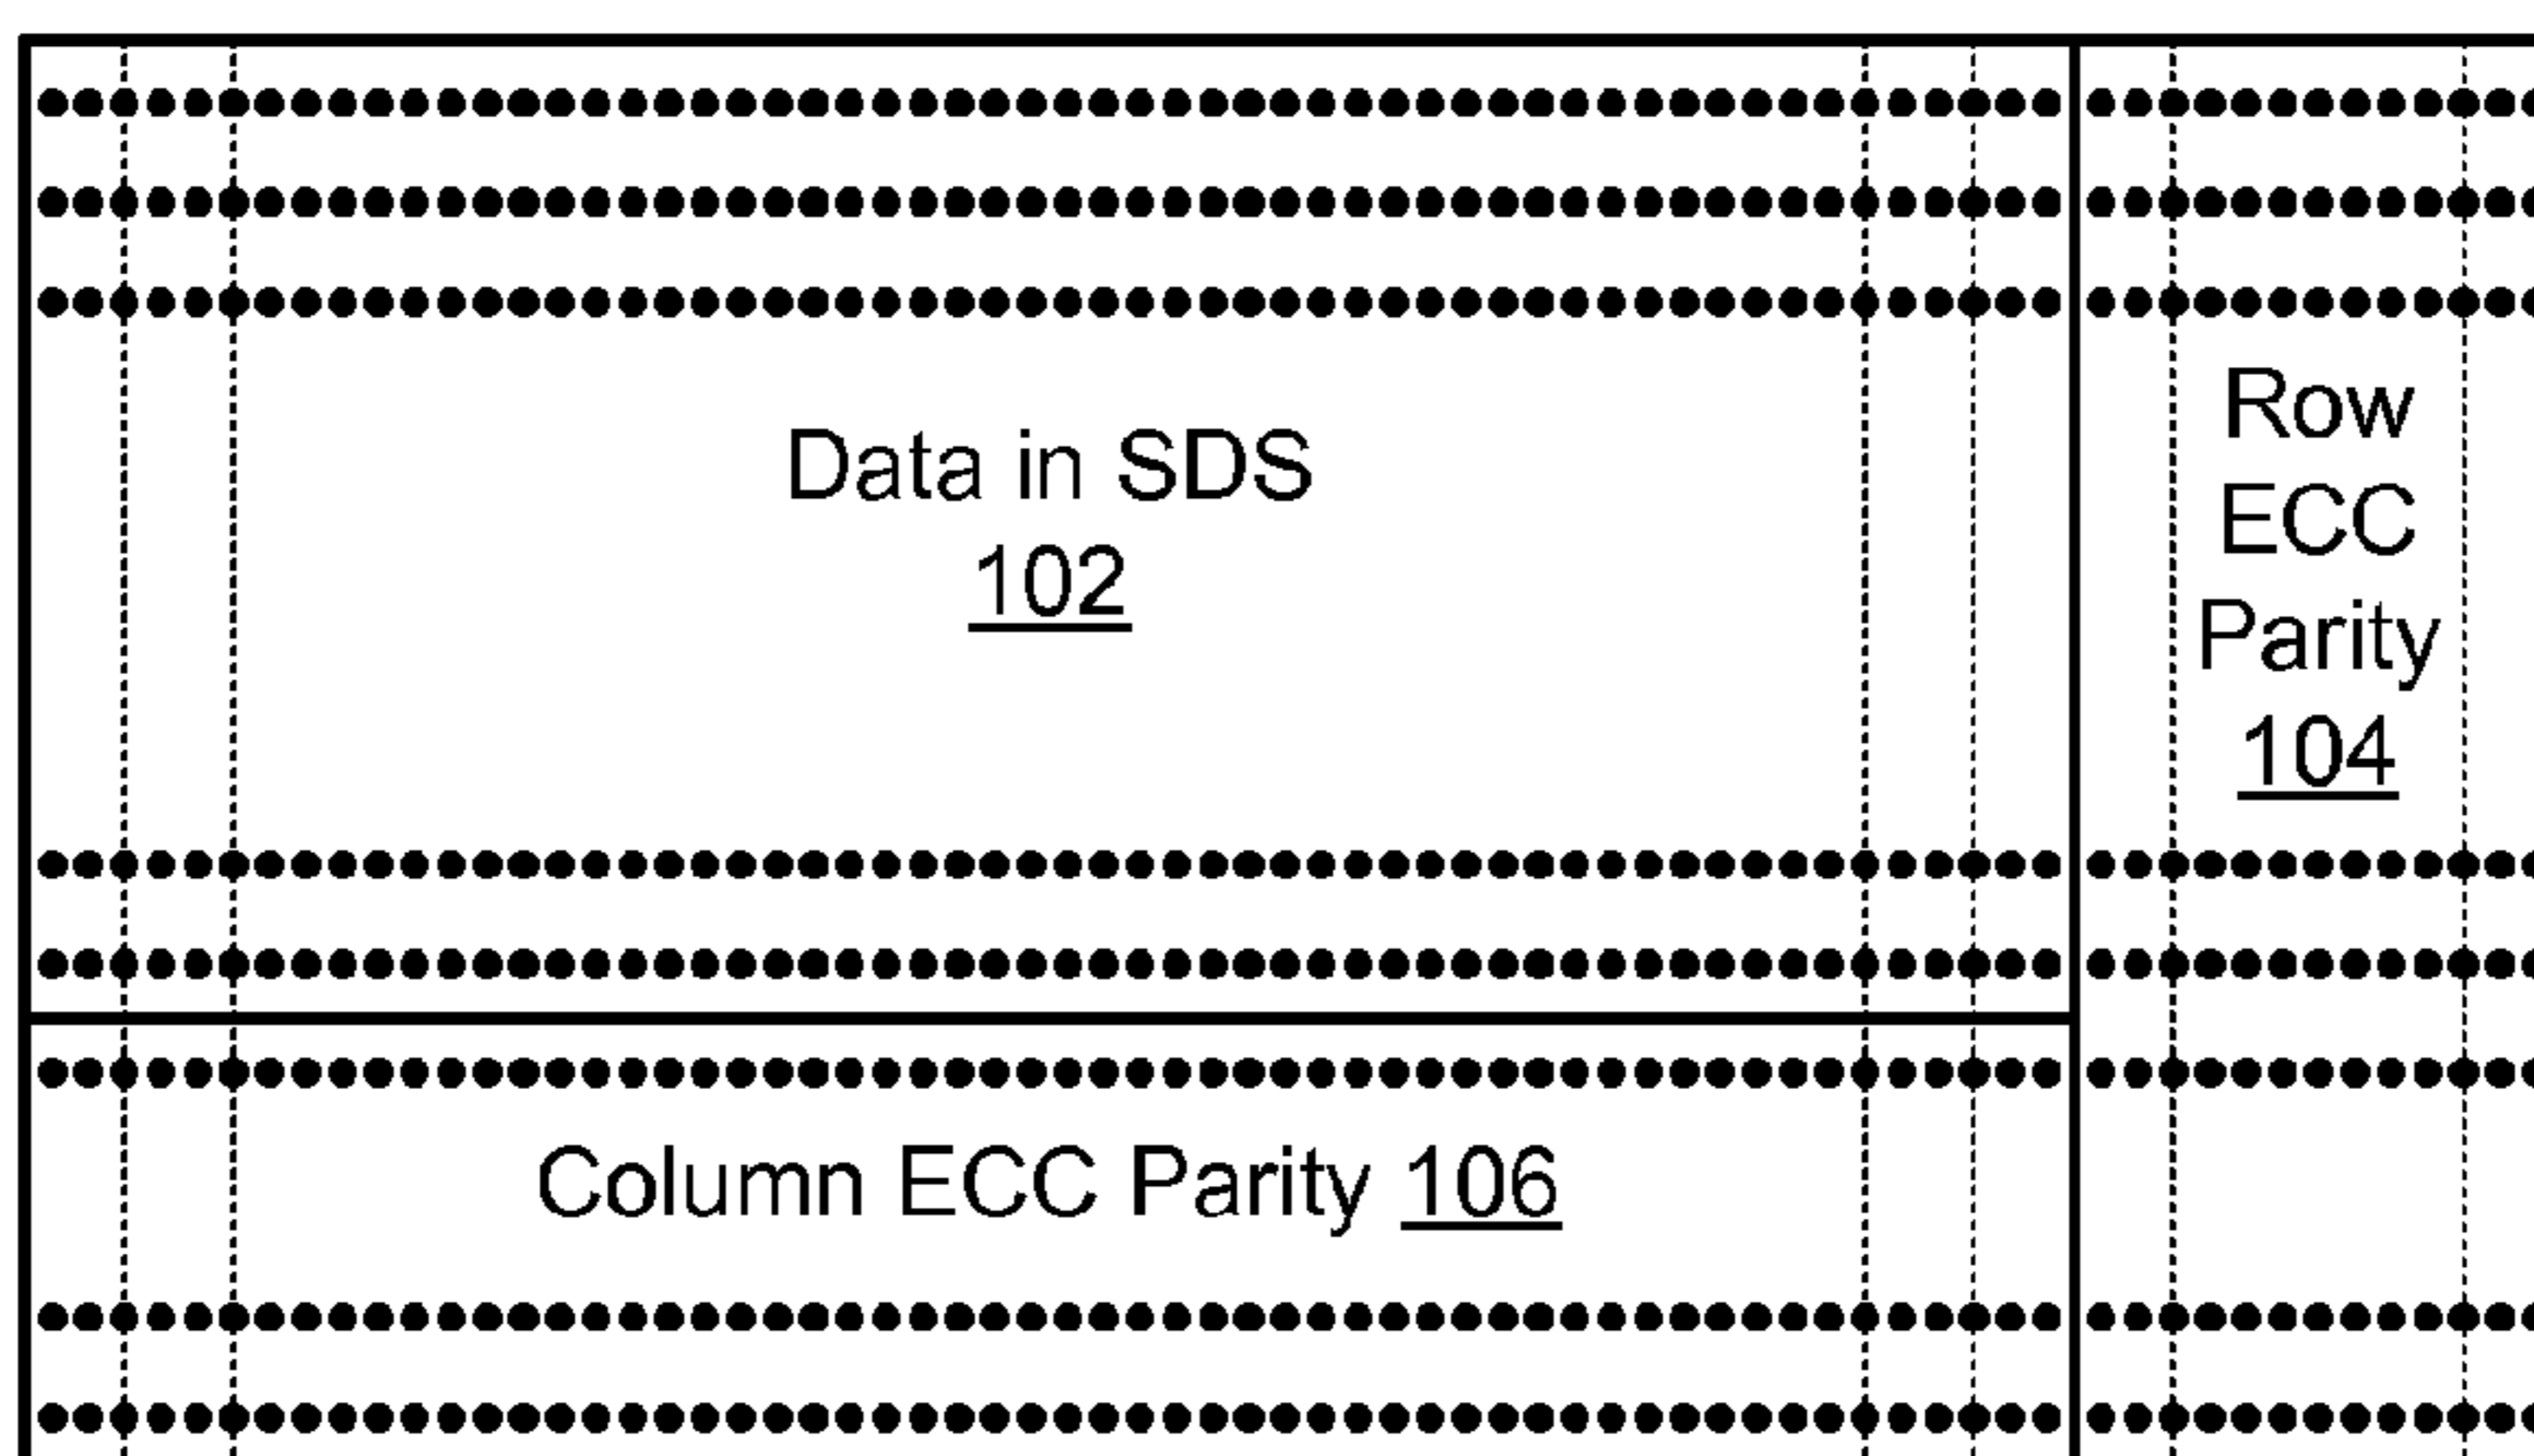 Data in SDS
102
Row
ECC
Parity
104
Column ECC Parity 106